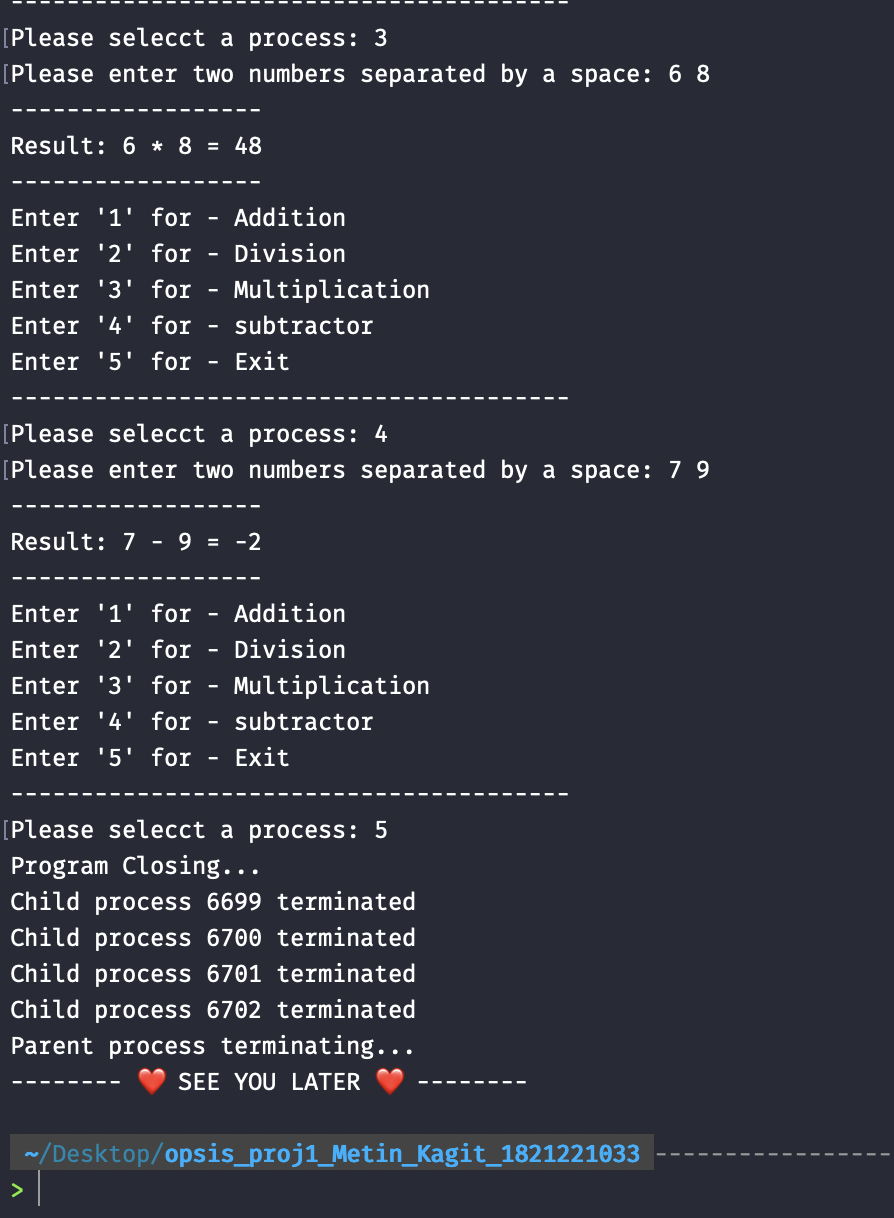 ----------------------------------------
[Please selecct a process: 3
[Please enter two numbers separated by a space: 6 8
------------------
Result: 6 * 8 = 48
------------------
Enter '1' for - Addition
Enter '2' for - Division
Enter '3' for - Multiplication
Enter '4' for - subtractor
Enter '5' for - Exit
----------------------------------------
[Please selecct a process: 4
[Please enter two numbers separated by a space: 7 9
------------------
Result: 7 - 9 = -2
------------------
Enter '1' for - Addition
Enter '2' for - Division
Enter '3' for - Multiplication
Enter '4' for - subtractor
Enter '5' for - Exit
----------------------------------------
[Please selecct a process: 5
Program Closing...
Child process 6699 terminated
Child process 6700 terminated
Child process 6701 terminated
Child process 6702 terminated
Parent process terminating...
-------- ❤️ SEE YOU LATER ❤️ --------
~/Desktop/opsis_proj1_Metin_Kagit_1821221033 -----------------
>